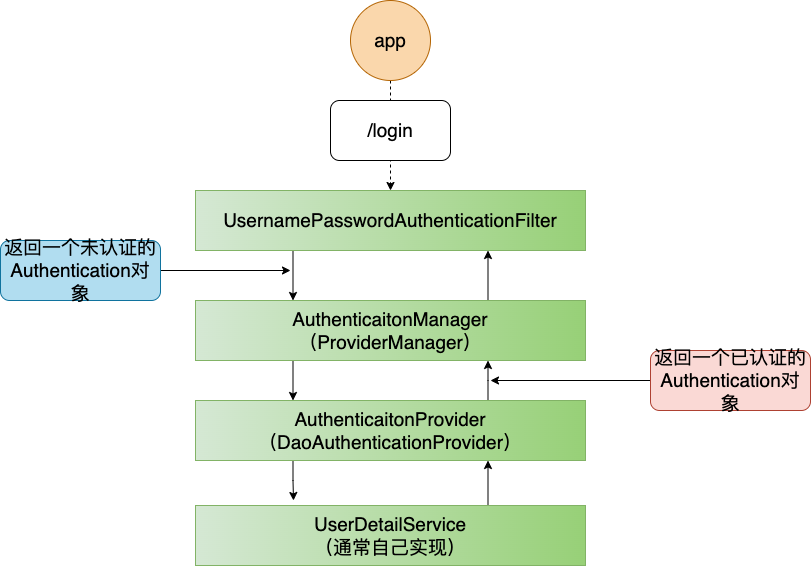 app
/login
UsernamePasswordAuthenticationFilter
返回一个未认证的
Authentication对
象
AuthenticaitonManager
（ProviderManager）
返回一个已认证的
Authentication对
象
AuthenticaitonProvider
（DaoAuthenticationProvider）
UserDetailService
（通常自己实现）